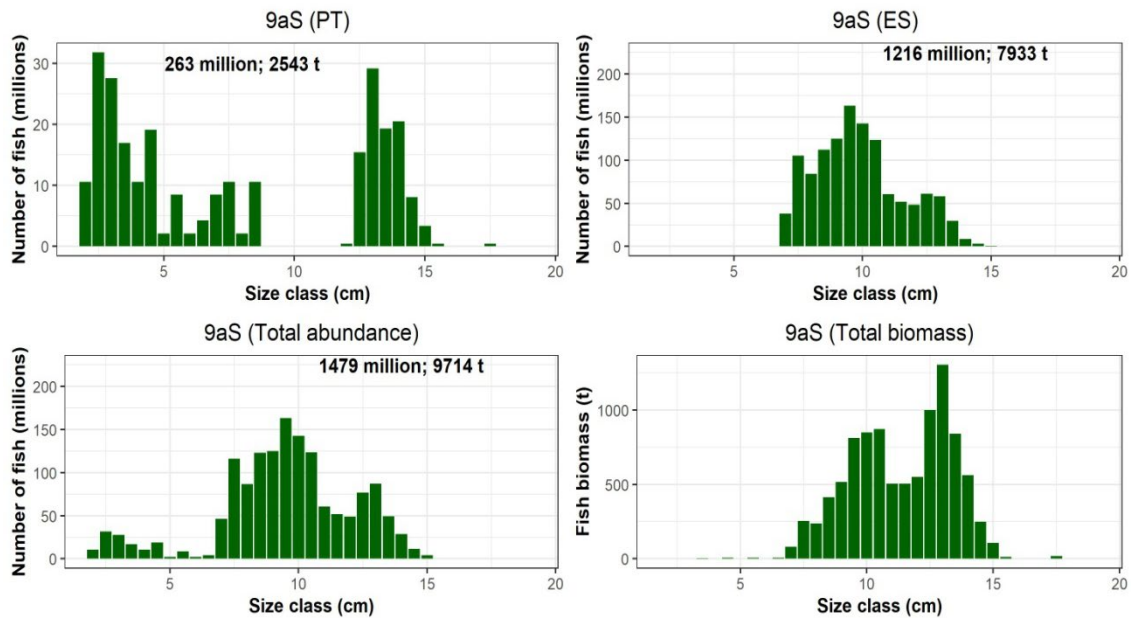 9aS (PT)
263 million; 2543 t
Number of fish (millions)
30
20
10
0
5
10
15
20
Size class (cm)
9aS (ES)
1216 million; 7933 t
Number of fish (millions)
200
150
100
50
0
5
10
15
20
Size class (cm)
9aS (Total abundance)
1479 million; 9714 t
Number of fish (millions)
200
150
100
50
0
5
10
15
20
Size class (cm)
9aS (Total biomass)
Fish biomass (t)
1000
500
0
5
10
15
20
Size class (cm)